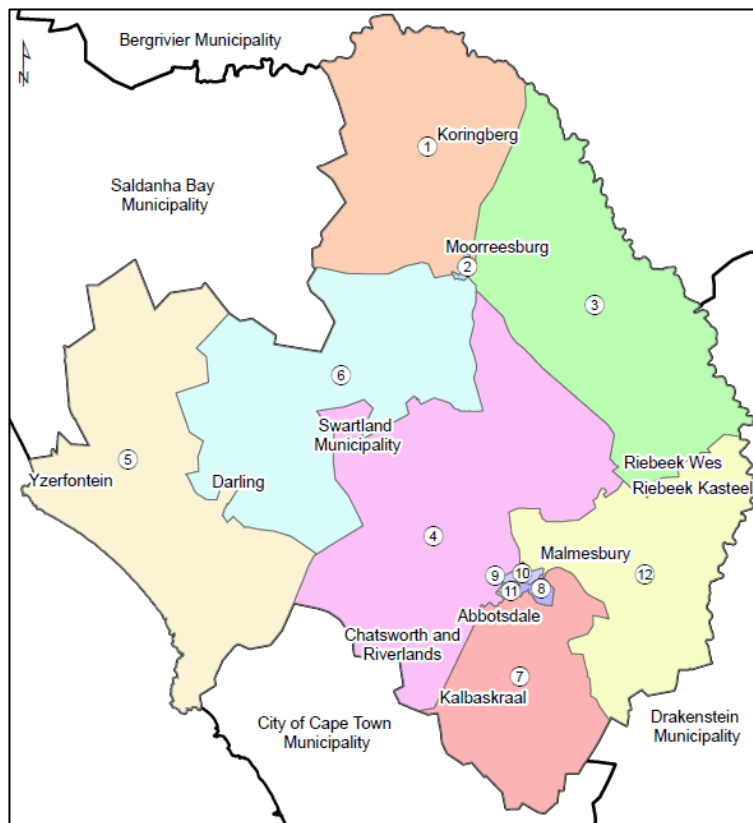 Bergrivier Municipality
N
Koringberg
1
Saldanha Bay
Municipality
Moorreesburg
2
3
6
Swartland
Municipality
5
Yzerfontein
Darling
Riebeek Wes
Riebeek Kasteel
4
Malmesbury
9
10
12
11
8
Abbotsdale
Chatsworth and
Riverlands
7
Kalbaskraal
City of Cape Town
Municipality
Drakenstein
Municipality